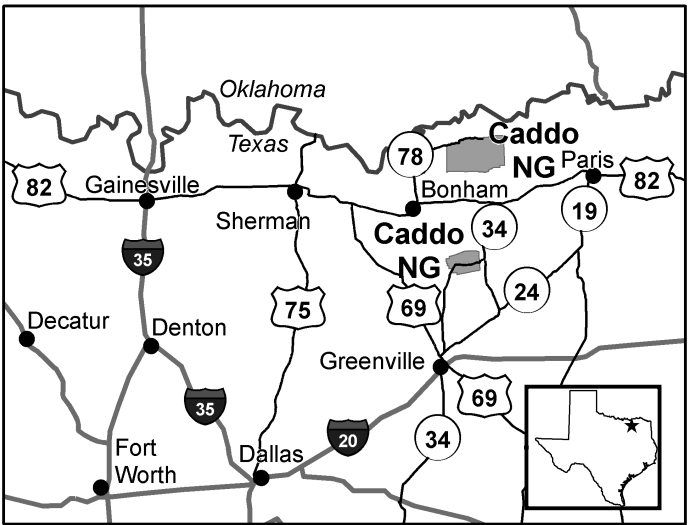 Oklahoma
Texas
78
Caddo
NG
Paris
82
82
Gainesville
Bonham
Sherman
19
34
Caddo
NG
35
24
75
69
Decatur
Denton
Greenville
69
35
20
34
Fort
Worth
Dallas